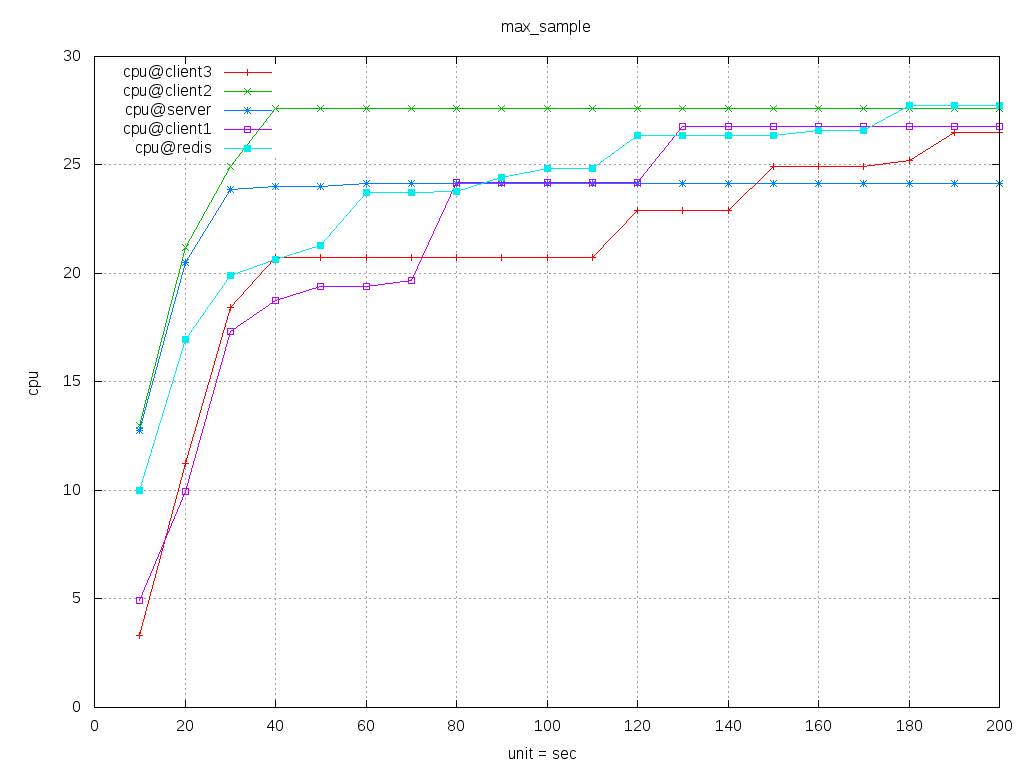 max_sample
30
25
20
15
10
5
0
cpu
cpu@client3
cpu@client2
cpu@server
cpu@client1
cpu@redis
0 20 40 60 80 100 120 140 160 180 200
unit = sec